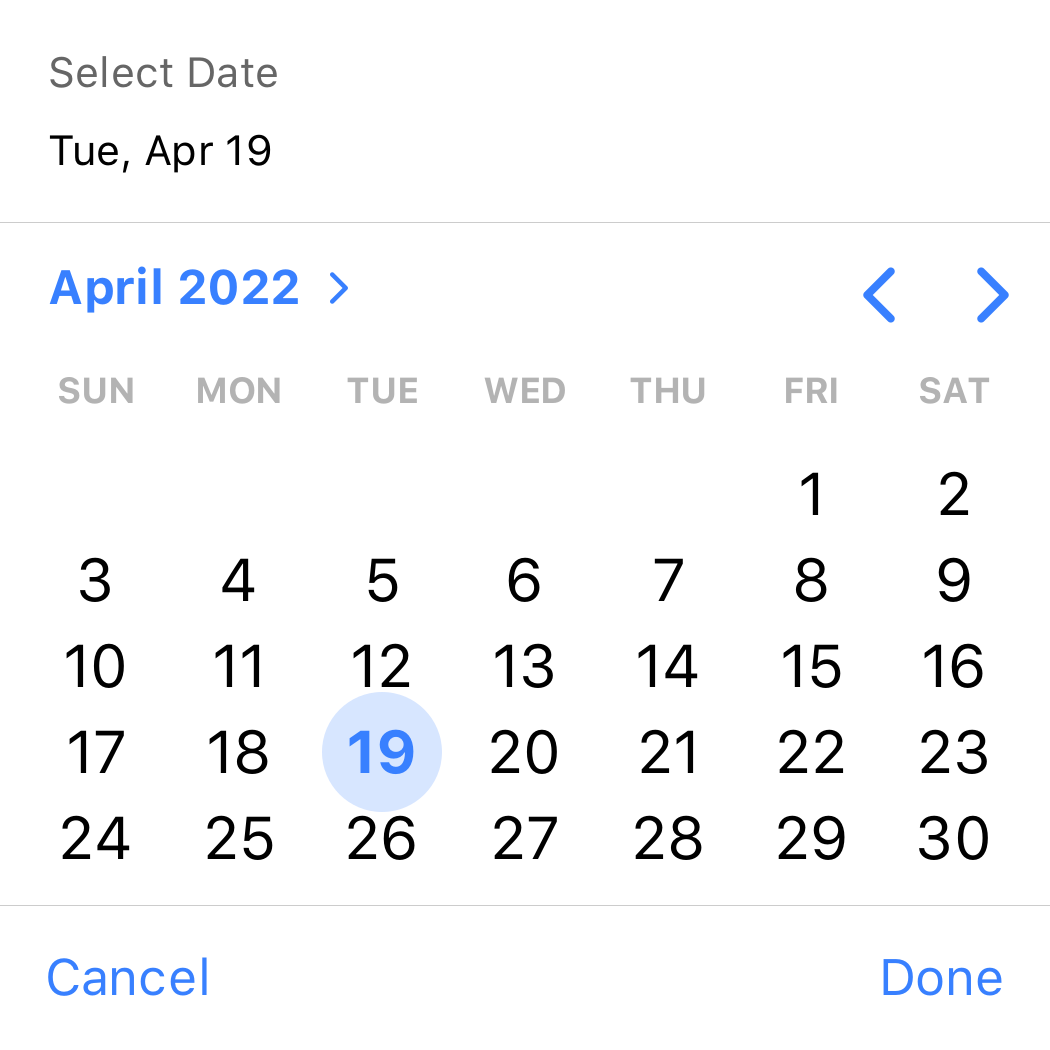 Select Date
Tue, Apr 19
April 2022
SUN MON TUE WED THU FRI SAT
1 2
3 4 5 6 7 8 9
10 11 12 13 14 15 16
17 18 19 20 21 22 23
24 25 26 27 28 29 30
Cancel Done